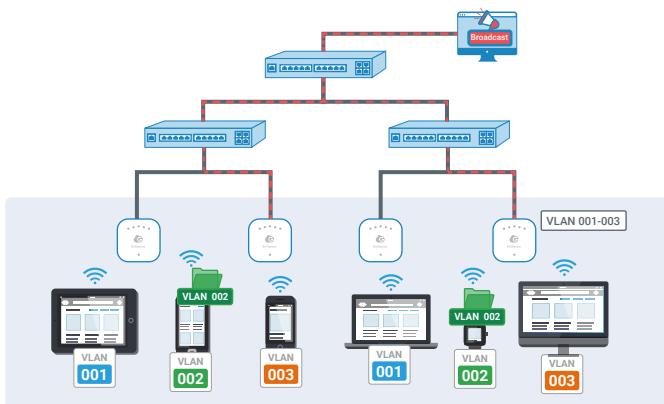 Broadcast
VLAN 001-003
VLAN 002
VLAN 002
VLAN
001
VLAN
002
VLAN
003
VLAN
001
VLAN
002
VLAN
003